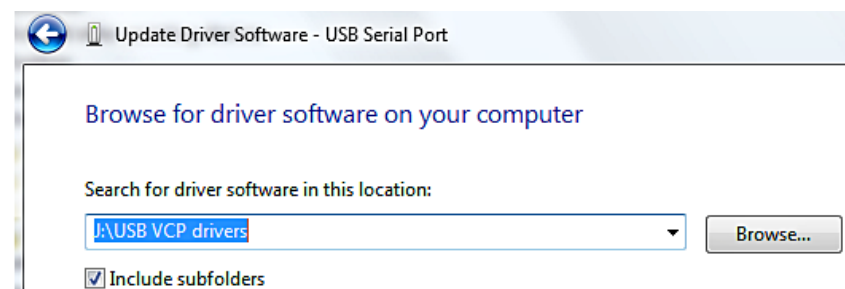 Update Driver Software - USB Serial Port
Browse for driver software on your computer
Search for driver software in this location:
J:\USB VCP drivers
Browse...
Include subfolders